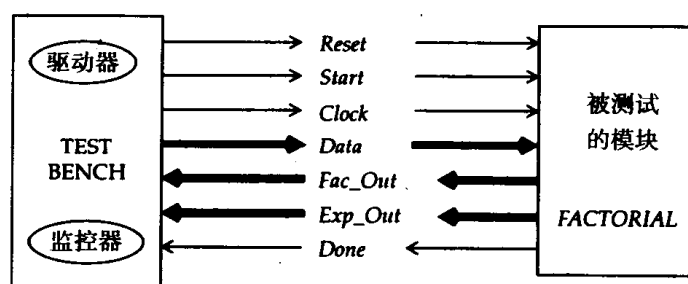 驱动器
TEST
BENCH
监控器
Reset
Start
Clock
Data
Fac_Out
Exp_Out
Done
被测试
的模块
FACTORIAL